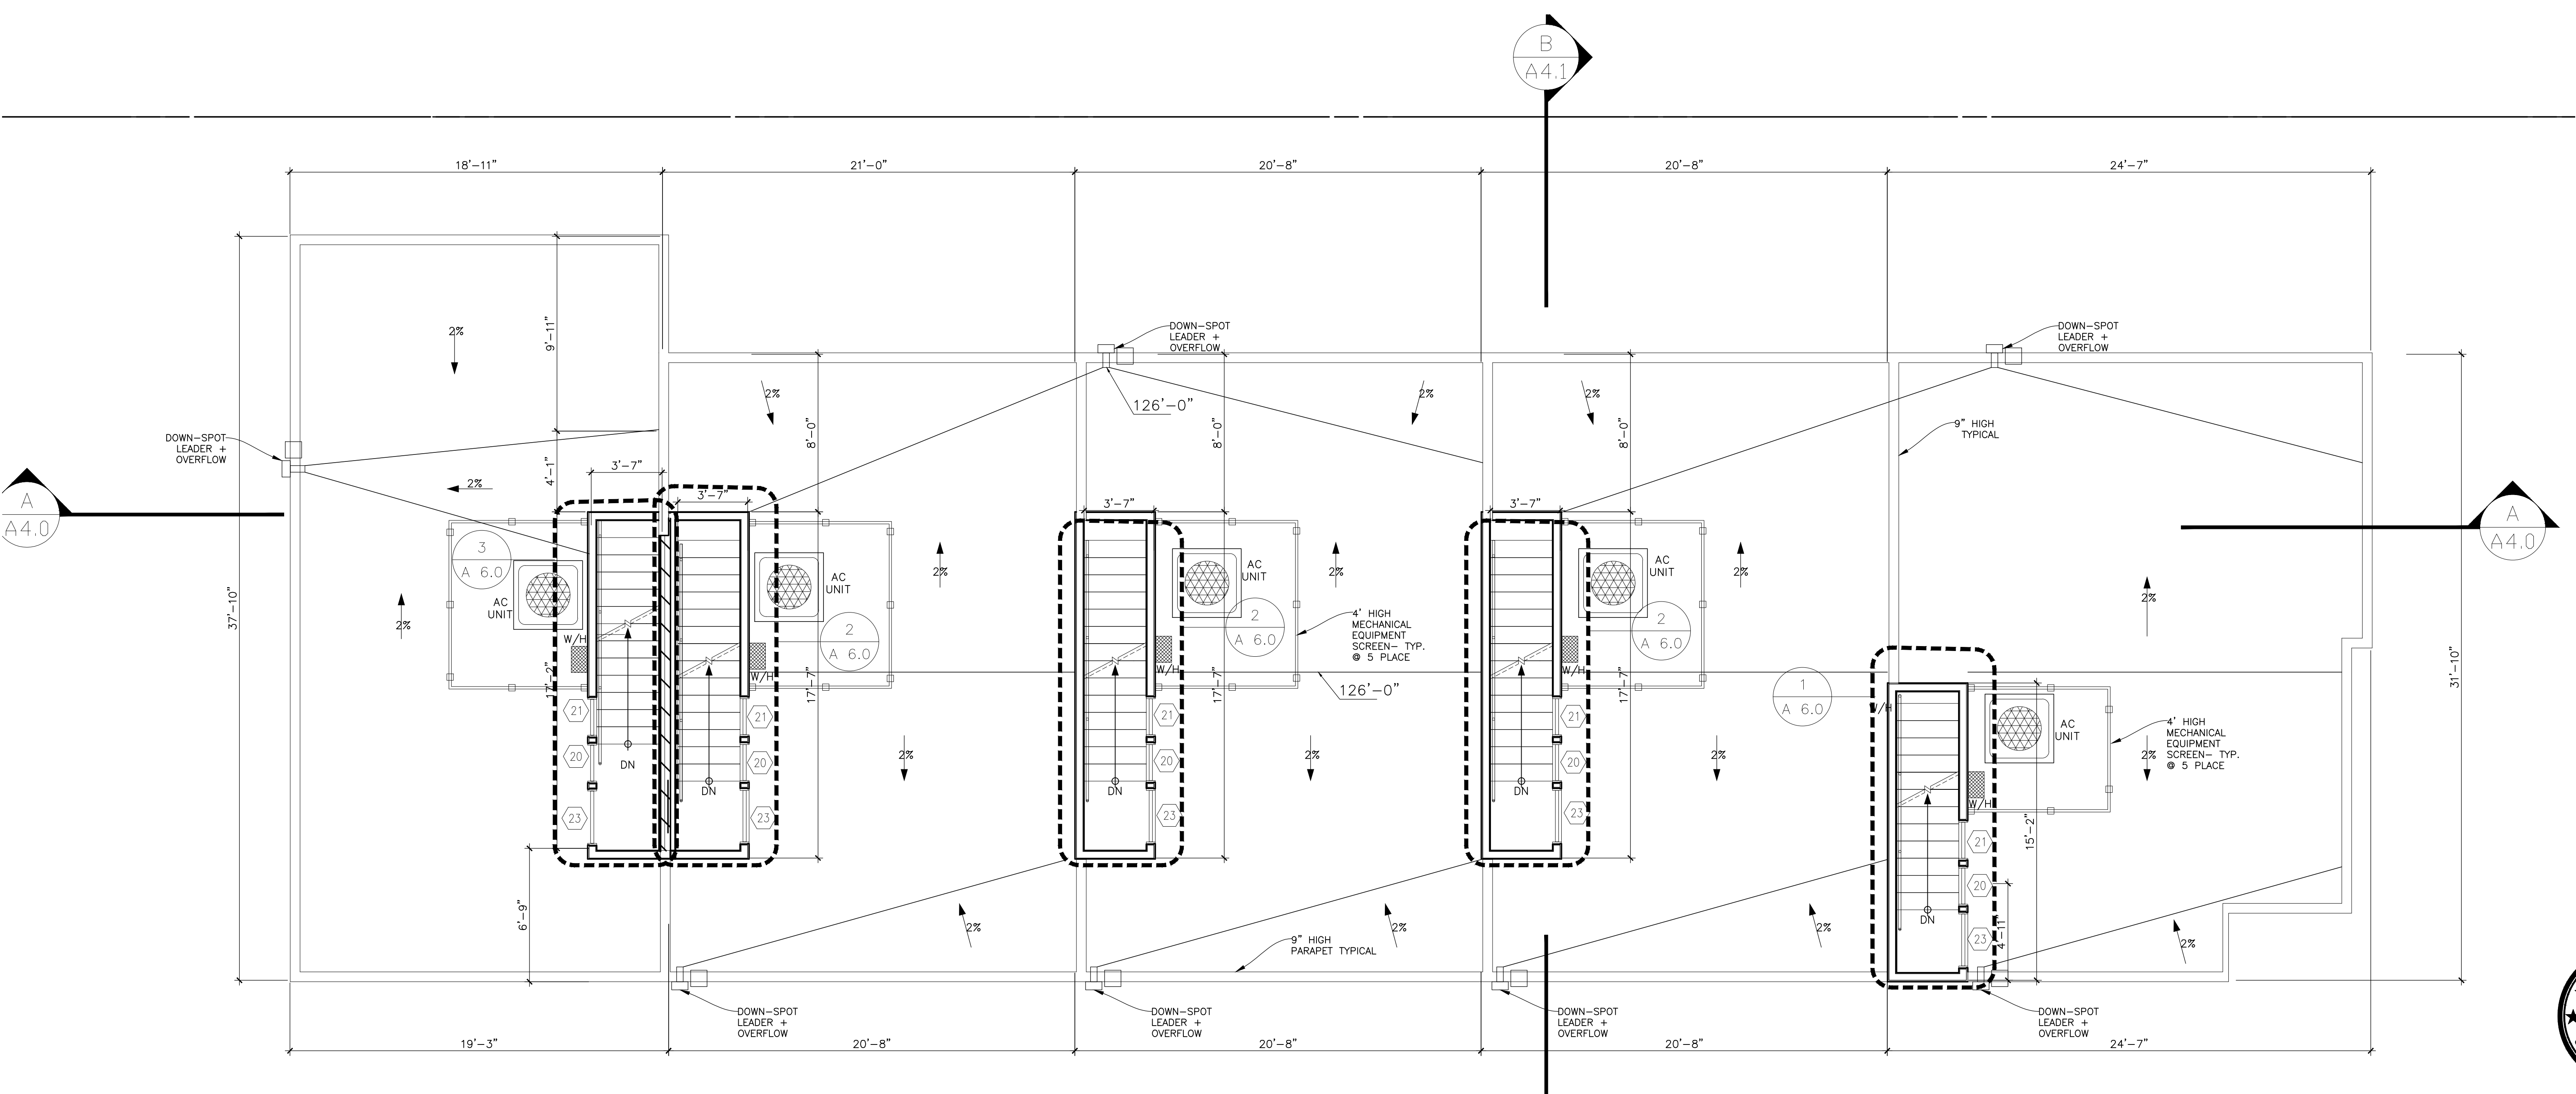 B
A4.1
18'-11"
21'-0"
20'-8"
20'-8"
24'-7"
2%
9'-11"
DOWN-SPOT
LEADER +
OVERFLOW
DOWN-SPOT
LEADER +
OVERFLOW
2%
126'-0"
2%
2%
8'-0"
8'-0"
8'-0"
9" HIGH
TYPICAL
DOWN-SPOT
LEADER +
OVERFLOW
4'-1"
3'-7"
2%
3'-7"
3'-7"
3'-7"
A
A4.0
A
A4.0
3
A 6.0
AC
UNIT
AC
UNIT
2%
AC
UNIT
2%
AC
UNIT
2%
2%
37'-10"
2%
W/H
2
A 6.0
W/H
2
A 6.0
W/H
4' HIGH
MECHANICAL
EQUIPMENT
SCREEN- TYP.
@ 5 PLACE
2
A 6.0
W/H
17'-2"
17'-7"
17'-7"
126'-0"
17'-7"
1
A 6.0
W/H
31'-10"
21
20
23
DN
21
20
23
DN
2%
21
20
23
DN
2%
21
20
23
DN
2%
AC
UNIT
4' HIGH
MECHANICAL
EQUIPMENT
SCREEN- TYP.
@ 5 PLACE
2%
W/H
15'-2"
21
20
23
DN
4'-11"
6'-9"
2%
2%
2%
2%
9" HIGH
PARAPET TYPICAL
DOWN-SPOT
LEADER +
OVERFLOW
DOWN-SPOT
LEADER +
OVERFLOW
DOWN-SPOT
LEADER +
OVERFLOW
DOWN-SPOT
LEADER +
OVERFLOW
19'-3"
20'-8"
20'-8"
20'-8"
24'-7"